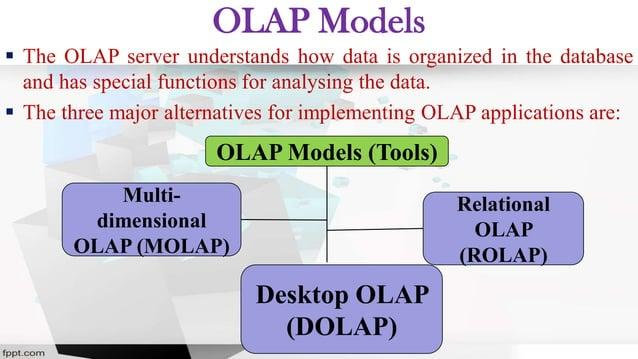 OLAP Models
▪ The OLAP server understands how data is organized in the database
and has special functions for analysing the data.
▪ The three major alternatives for implementing OLAP applications are:
OLAP Models (Tools)
Multi-
dimensional
OLAP (MOLAP)
Relational
OLAP
(ROLAP)
Desktop OLAP
(DOLAP)
fppt.com